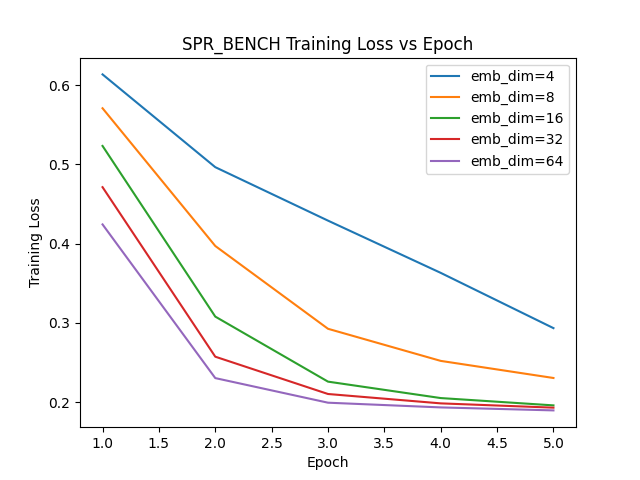 SPR_BENCH Training Loss vs Epoch
emb_dim=4
emb_dim=8
emb_dim=16
emb_dim=32
emb_dim=64
Training Loss
0.6
0.5
0.4
0.3
0.2
1.0 1.5 2.0 2.5 3.0 3.5 4.0 4.5 5.0
Epoch